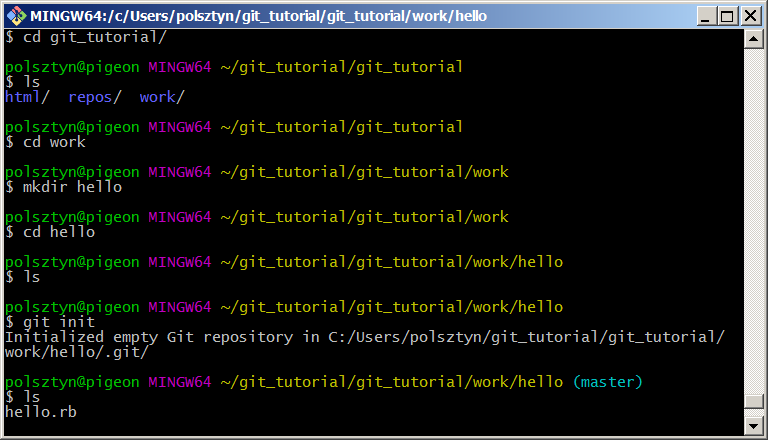 MINGW64:/c/Users/polsztyn/git_tutorial/git_tutorial/work/hello
$ cd git_tutorial/
polsztyn@pigeon MINGW64 ~/git_tutorial/git_tutorial
$ ls
html/  repos/  work/
polsztyn@pigeon MINGW64 ~/git_tutorial/git_tutorial
$ cd work
polsztyn@pigeon MINGW64 ~/git_tutorial/git_tutorial/work
$ mkdir hello
polsztyn@pigeon MINGW64 ~/git_tutorial/git_tutorial/work
$ cd hello
polsztyn@pigeon MINGW64 ~/git_tutorial/git_tutorial/work/hello
$ ls
polsztyn@pigeon MINGW64 ~/git_tutorial/git_tutorial/work/hello
$ git init
Initialized empty Git repository in C:/Users/polsztyn/git_tutorial/git_tutorial/
work/hello/.git/
polsztyn@pigeon MINGW64 ~/git_tutorial/git_tutorial/work/hello (master)
$ ls
hello.rb